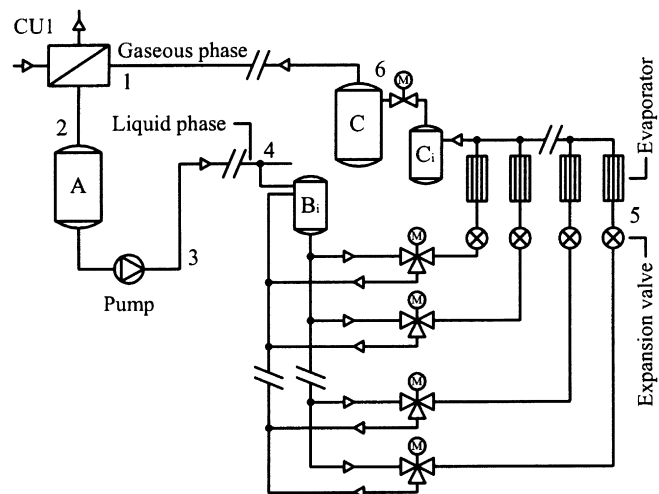 CU1
Gaseous phase
1
6
M
C
Cᵢ
Evaporator
2
Liquid phase
4
A
Bᵢ
5
3
Pump
M
M
M
M
Expansion valve